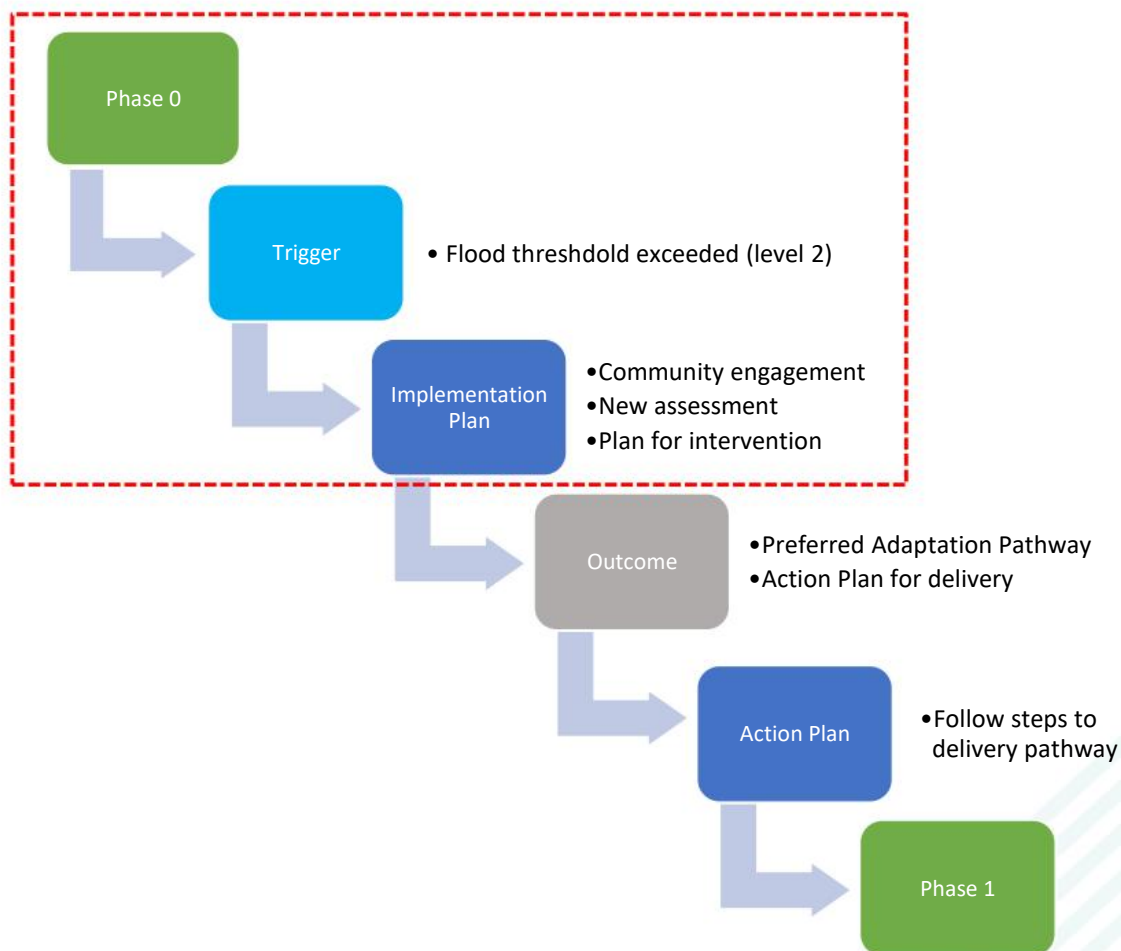 Phase 0
Trigger
• Flood threshdold exceeded (level 2)
Implementation
Plan
•Community engagement
•New assessment
•Plan for intervention
Outcome
•Preferred Adaptation Pathway
•Action Plan for delivery
Action Plan
•Follow steps to
delivery pathway
Phase 1